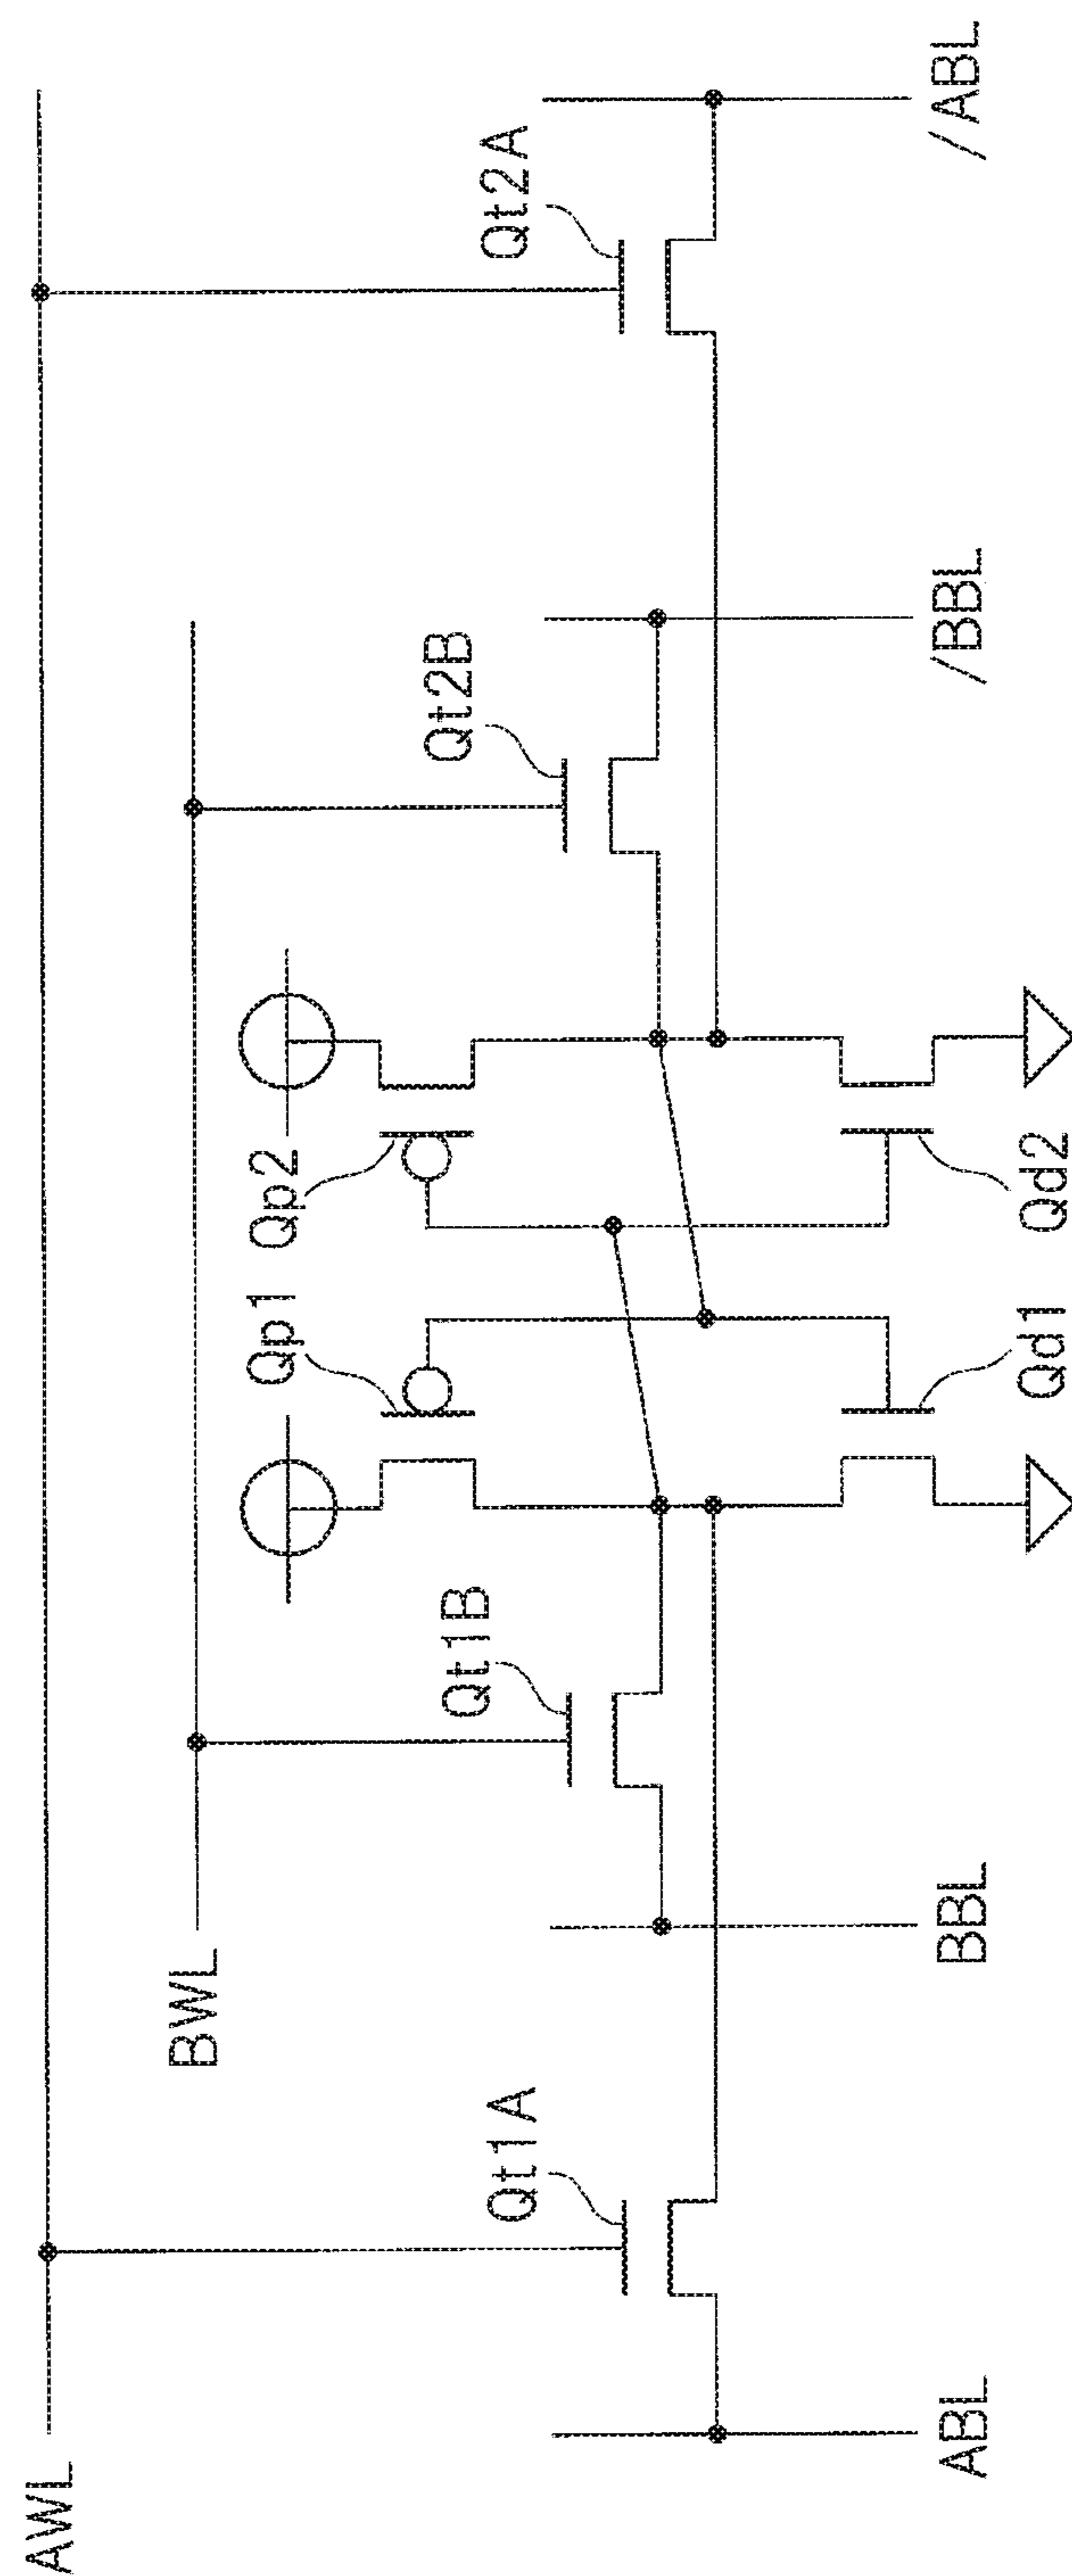 AWL
BWL
Qt1A
Qt1B
Qp1
Qp2
Qt2B
Qt2A
Qd1
Qd2
ABL
BBL
/BBL
/ABL